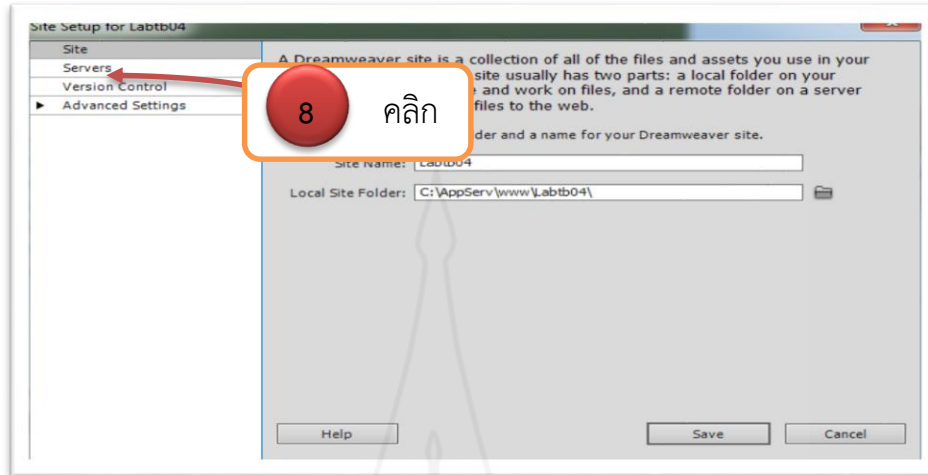 Site Setup for Labtb04
Site
Servers
Version Control
Advanced Settings
A Dreamweaver site is a collection of all of the files and assets you use in your
site usually has two parts: a local folder on your
and work on files, and a remote folder on a server
files to the web.
8 คลิก
der and a name for your Dreamweaver site.
Site Name: Labtb04
Local Site Folder: C:\AppServ\www\Labtb04\
Help Save Cancel